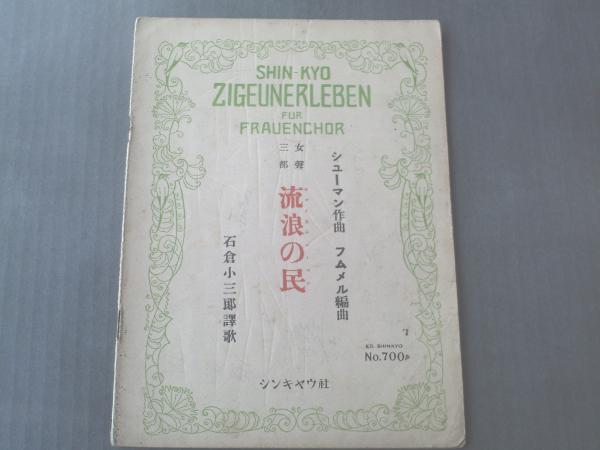 SHIN-KYO
ZIGEUNERLEBEN
FÜR
FRAUENCHOR
女聲
三部
シューマン作曲 フムメル編曲
流浪の民
石倉小三郎譯歌
ED. SHINKYO
No.700
シンキヤウ社